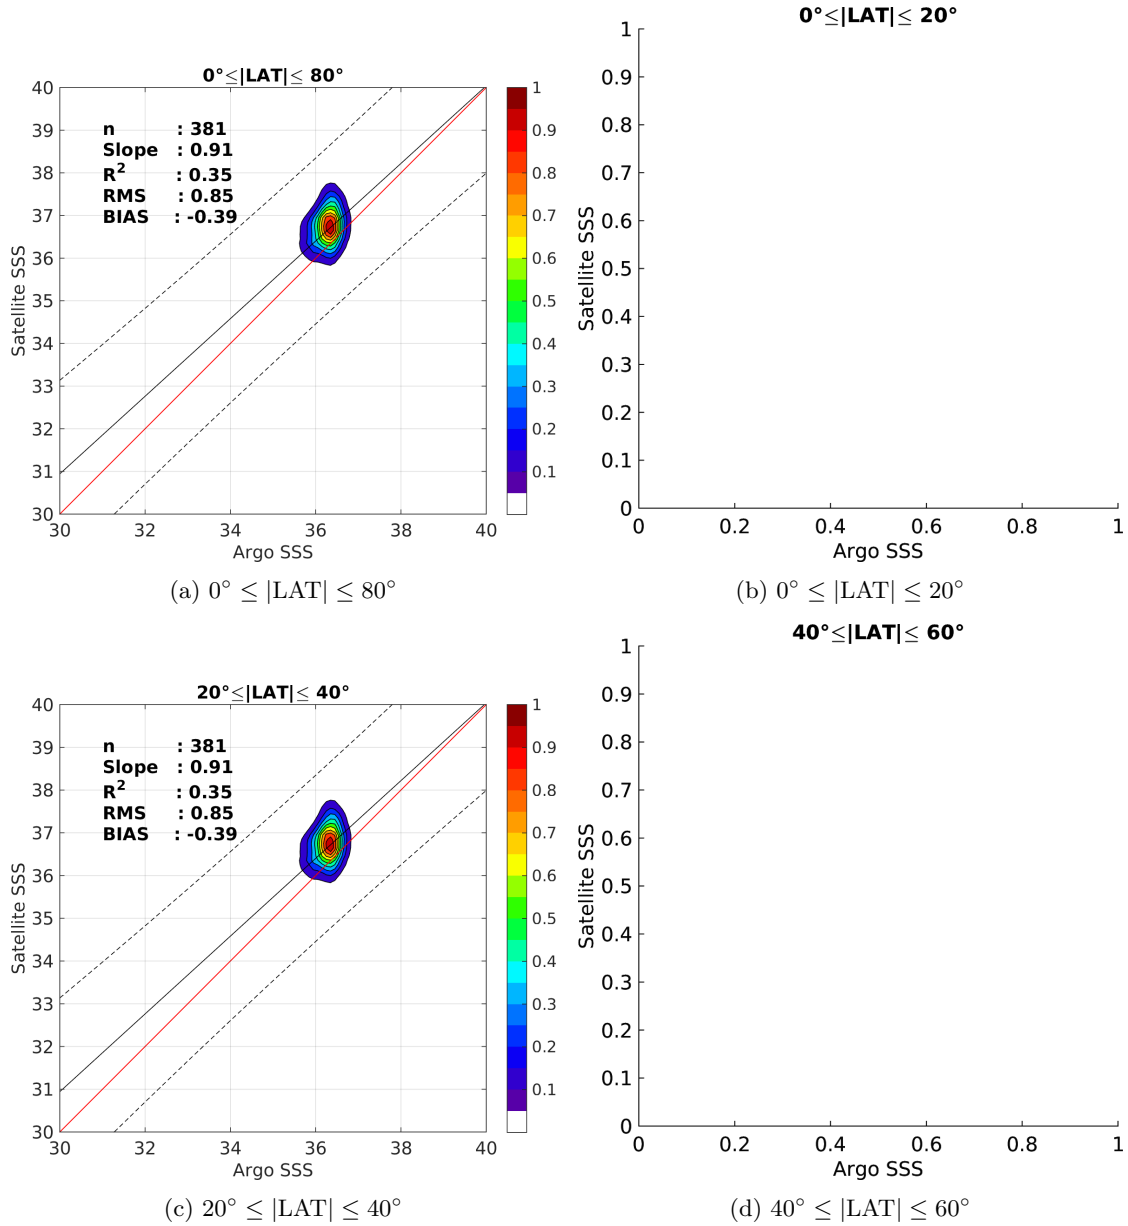 0°≤|LAT|≤ 80°
n : 381
Slope : 0.91
R² : 0.35
RMS : 0.85
BIAS : -0.39
40
39
38
37
36
35
34
33
32
31
30
30 32 34 36 38 40
Satellite SSS
Argo SSS
1
0.9
0.8
0.7
0.6
0.5
0.4
0.3
0.2
0.1
(a) 0° ≤ |LAT| ≤ 80°
0°≤|LAT|≤ 20°
1
0.9
0.8
0.7
0.6
0.5
0.4
0.3
0.2
0.1
0
0 0.2 0.4 0.6 0.8 1
Satellite SSS
Argo SSS
(b) 0° ≤ |LAT| ≤ 20°
20°≤|LAT|≤ 40°
n : 381
Slope : 0.91
R² : 0.35
RMS : 0.85
BIAS : -0.39
40
39
38
37
36
35
34
33
32
31
30
30 32 34 36 38 40
Satellite SSS
Argo SSS
1
0.9
0.8
0.7
0.6
0.5
0.4
0.3
0.2
0.1
(c) 20° ≤ |LAT| ≤ 40°
40°≤|LAT|≤ 60°
1
0.9
0.8
0.7
0.6
0.5
0.4
0.3
0.2
0.1
0
0 0.2 0.4 0.6 0.8 1
Satellite SSS
Argo SSS
(d) 40° ≤ |LAT| ≤ 60°